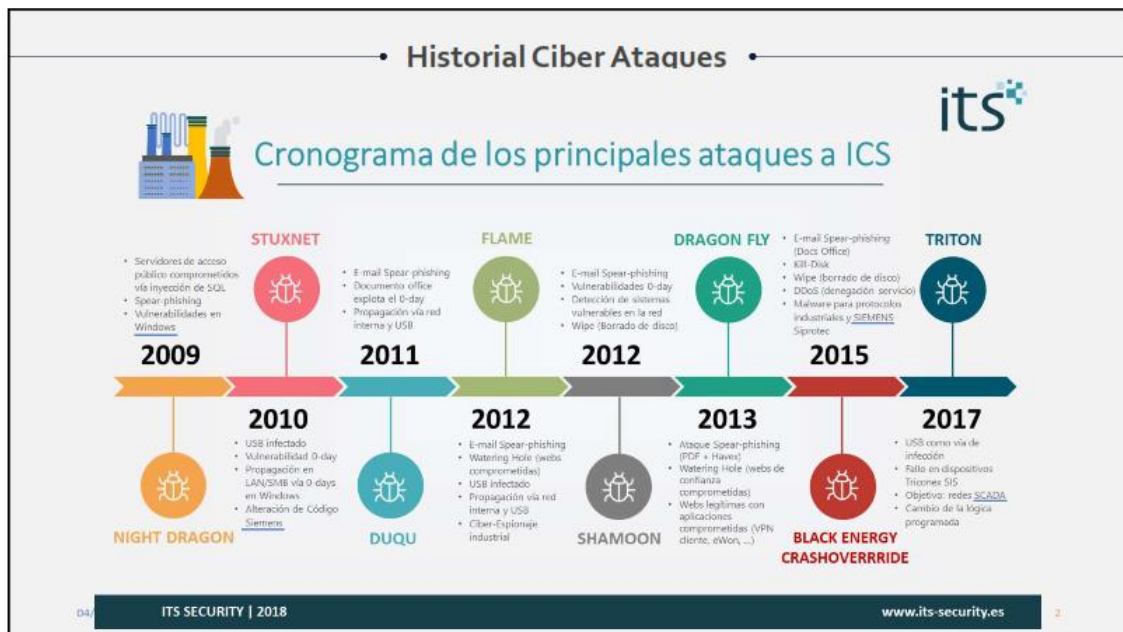 Historial Ciber Ataques
its
Cronograma de los principales ataques a ICS
• Servidores de acceso
público comprometidos
vía inyección de SQL
• Spear-phishing
• Vulnerabilidades en
Windows
2009
NIGHT DRAGON
STUXNET
2010
• USB infectado
• Vulnerabilidad 0-day
• Propagación en
LAN/SMB vía 0 days
en Windows
• Alteración de Código
Siemens
• E-mail Spear-phishing
• Documento office
explota el 0-day
• Propagación vía red
interna y USB
2011
DUQU
FLAME
2012
• E-mail Spear-phishing
• Watering Hole (webs
comprometidas)
• USB Infectado
• Propagación vía red
interna y USB
• Ciber-Espionaje
industrial
• E-mail Spear-phishing
• Vulnerabilidades 0-day
• Detección de sistemas
vulnerables en la red
• Wipe (Borrado de disco)
2012
SHAMOON
DRAGON FLY
2013
• Ataque Spear-phishing
(PDF + Havex)
• Watering Hole (webs de
confianza
comprometidas)
• Webs legítimas con
aplicaciones
comprometidas (VPN
cliente, eWon, ...)
• E-mail Spear-phishing
(Docs Office)
• Kill-Disk
• Wipe (borrado de disco)
• DDoS (denegación servicio)
• Malware para protocolos
industriales y SIEMENS
Siprotec
2015
BLACK ENERGY
CRASHOVERRRIDE
TRITON
2017
• USB como vía de
infección
• Fallo en dispositivos
Triconex SIS
• Objetivo: redes SCADA
• Cambio de la lógica
programada
04/
ITS SECURITY | 2018
www.its-security.es
2